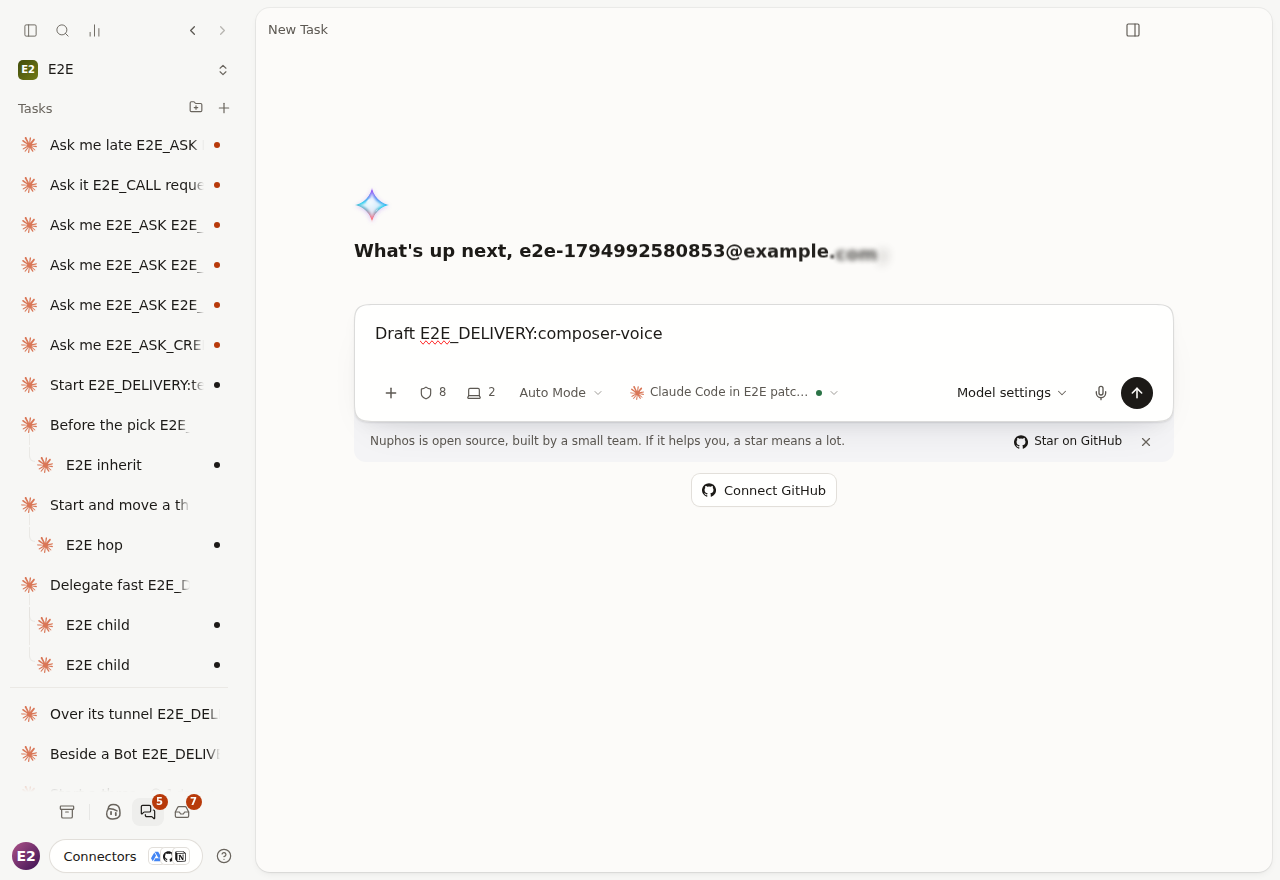 New Task
E2 E2E
Tasks
Ask me late E2E_ASK
Ask it E2E_CALL reque
Ask me E2E_ASK E2E_
Ask me E2E_ASK E2E_
Ask me E2E_ASK E2E_
Ask me E2E_ASK_CRE
Start E2E_DELIVERY:te
Before the pick E2E_
E2E inherit
Start and move a th
E2E hop
Delegate fast E2E_D
E2E child
E2E child
Over its tunnel E2E_DEL
Beside a Bot E2E_DELIV
5 7
E2 Connectors
What's up next, e2e-1794992580853@example.com
Draft E2E_DELIVERY:composer-voice
8 2 Auto Mode Claude Code in E2E patc... Model settings
Nuphos is open source, built by a small team. If it helps you, a star means a lot. Star on GitHub
Connect GitHub